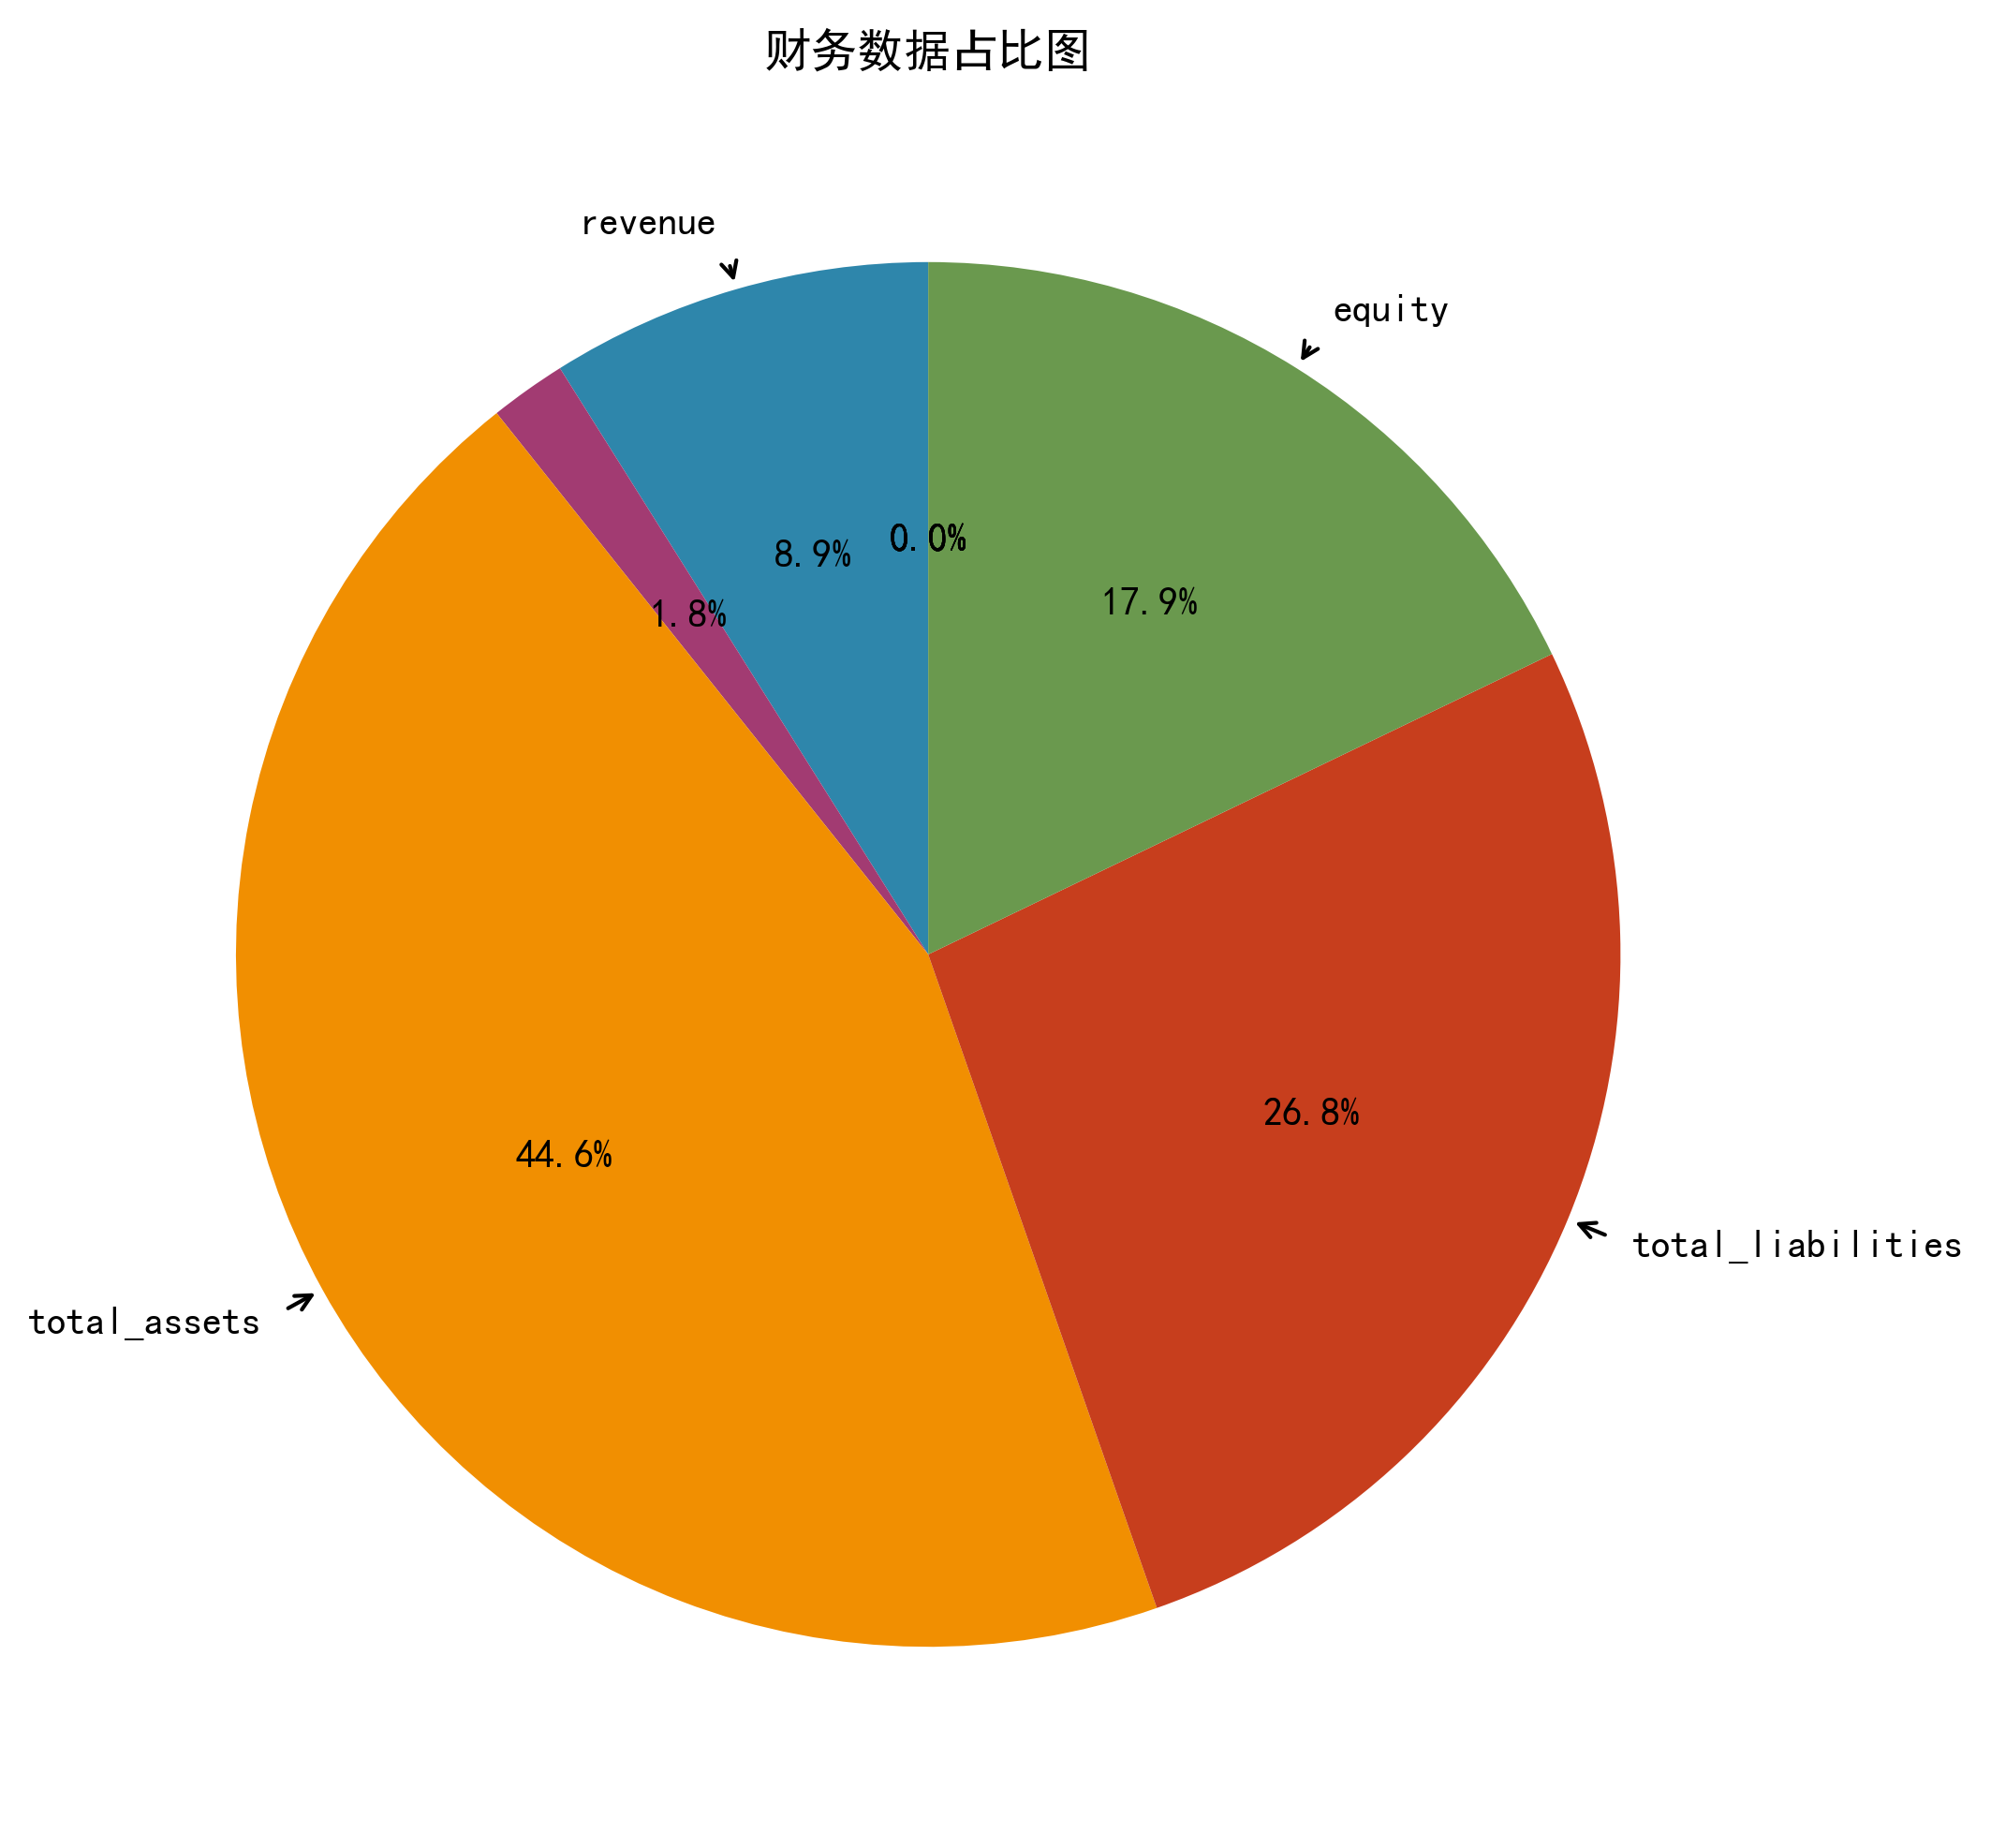 财务数据占比图
revenue
equity
0.0%
8.9%
17.9%
1.8%
26.8%
44.6%
total_liabilities
total_assets